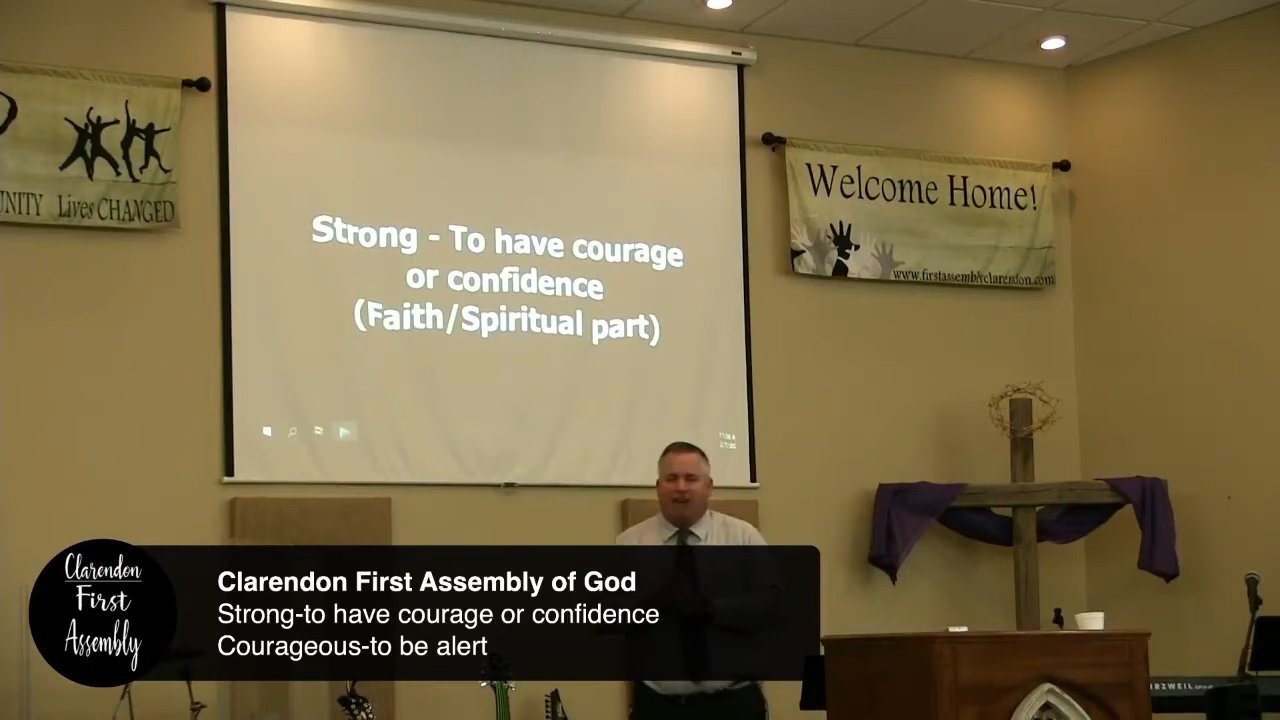 UNITY Lives CHANGED
Strong - To have courage
or confidence
(Faith/Spiritual part)
Welcome Home!
www.firstassemblyclarendon.com
Clarendon
First
Assembly
Clarendon First Assembly of God
Strong-to have courage or confidence
Courageous-to be alert